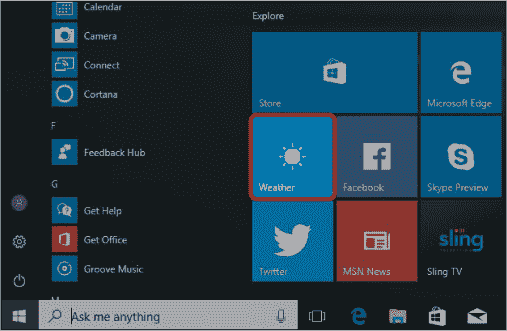 Calendar
Camera
Connect
Cortana
F
Feedback Hub
G
Get Help
Get Office
Groove Music
Explore
Store
Microsoft Edge
Weather
Facebook
Skype Preview
Twitter
MSN News
sling
Sling TV
Ask me anything